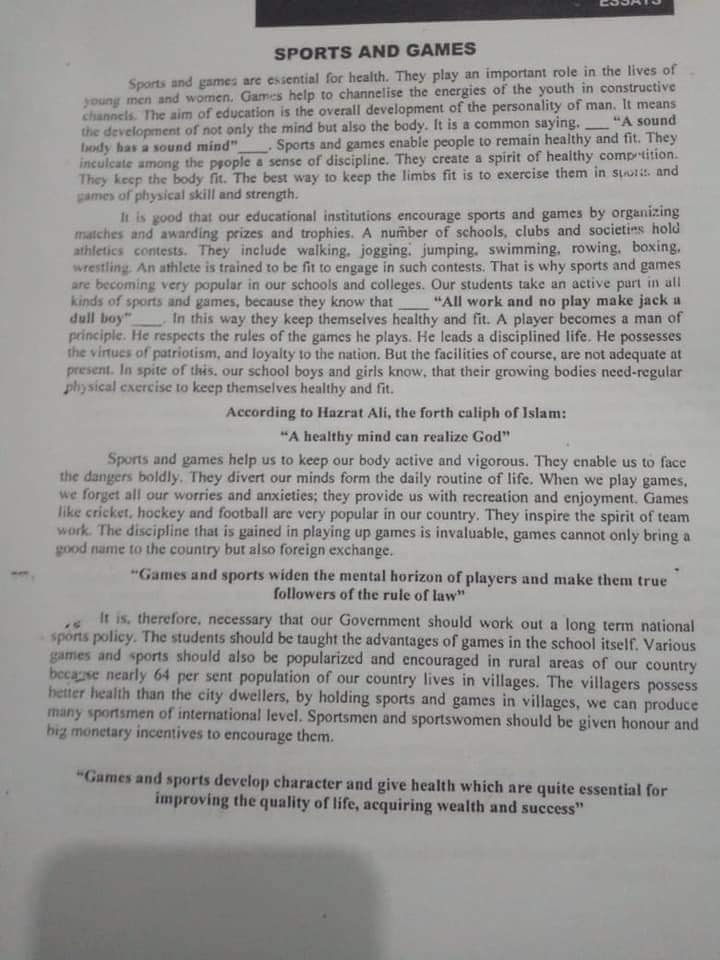 ESSAYS
SPORTS AND GAMES
Sports and games are essential for health. They play an important role in the lives of
young men and women. Games help to channelise the energies of the youth in constructive
channels. The aim of education is the overall development of the personality of man. It means
the development of not only the mind but also the body. It is a common saying. ___ "A sound
body has a sound mind"____. Sports and games enable people to remain healthy and fit. They
inculcate among the people a sense of discipline. They create a spirit of healthy competition.
They keep the body fit. The best way to keep the limbs fit is to exercise them in sports and
games of physical skill and strength.
It is good that our educational institutions encourage sports and games by organizing
matches and awarding prizes and trophies. A number of schools, clubs and societies hold
athletics contests. They include walking, jogging, jumping, swimming, rowing, boxing,
wrestling. An athlete is trained to be fit to engage in such contests. That is why sports and games
are becoming very popular in our schools and colleges. Our students take an active part in all
kinds of sports and games, because they know that ____ "All work and no play make jack a
dull boy"____. In this way they keep themselves healthy and fit. A player becomes a man of
principle. He respects the rules of the games he plays. He leads a disciplined life. He possesses
the virtues of patriotism, and loyalty to the nation. But the facilities of course, are not adequate at
present. In spite of this, our school boys and girls know, that their growing bodies need-regular
physical exercise to keep themselves healthy and fit.
According to Hazrat Ali, the forth caliph of Islam:
"A healthy mind can realize God"
Sports and games help us to keep our body active and vigorous. They enable us to face
the dangers boldly. They divert our minds form the daily routine of life. When we play games,
we forget all our worries and anxieties; they provide us with recreation and enjoyment. Games
like cricket, hockey and football are very popular in our country. They inspire the spirit of team
work. The discipline that is gained in playing up games is invaluable, games cannot only bring a
good name to the country but also foreign exchange.
"Games and sports widen the mental horizon of players and make them true
followers of the rule of law"
It is, therefore, necessary that our Government should work out a long term national
sports policy. The students should be taught the advantages of games in the school itself. Various
games and sports should also be popularized and encouraged in rural areas of our country
because nearly 64 per sent population of our country lives in villages. The villagers possess
better health than the city dwellers, by holding sports and games in villages, we can produce
many sportsmen of international level. Sportsmen and sportswomen should be given honour and
big monetary incentives to encourage them.
"Games and sports develop character and give health which are quite essential for
improving the quality of life, acquiring wealth and success"